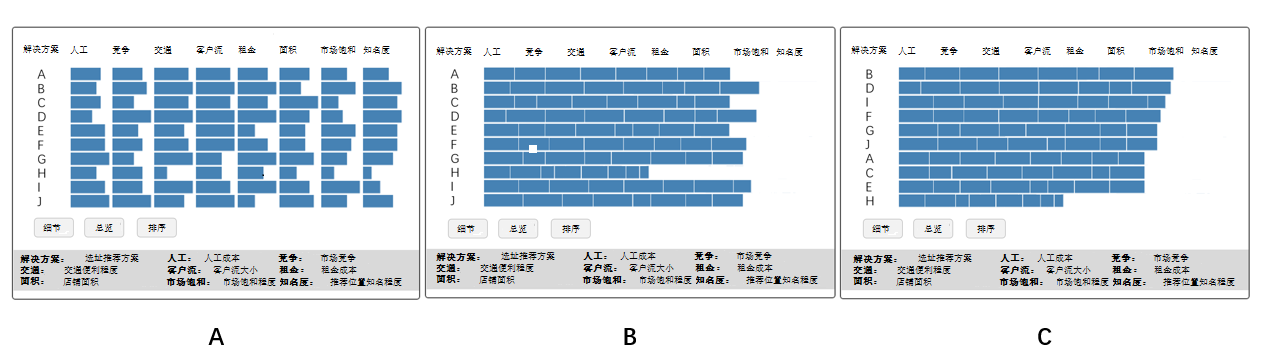 解决方案 人工 竞争 交通 客户流 租金 面积 市场饱和 知名度
A
B
C
D
E
F
G
H
I
J
细节 总览 排序
解决方案: 选址推荐方案 人工: 人工成本 竞争: 市场竞争
交通: 交通便利程度 客户流: 客户流大小 租金: 租金成本
面积: 店铺面积 市场饱和: 市场饱和程度 知名度: 推荐位置知名程度
A
解决方案 人工 竞争 交通 客户流 租金 面积 市场饱和 知名度
A
B
C
D
E
F
G
H
I
J
细节 总览 排序
解决方案: 选址推荐方案 人工: 人工成本 竞争: 市场竞争
交通: 交通便利程度 客户流: 客户流大小 租金: 租金成本
面积: 店铺面积 市场饱和: 市场饱和程度 知名度: 推荐位置知名程度
B
解决方案 人工 竞争 交通 客户流 租金 面积 市场饱和 知名度
B
D
I
F
G
J
A
C
E
H
细节 总览 排序
解决方案: 选址推荐方案 人工: 人工成本 竞争: 市场竞争
交通: 交通便利程度 客户流: 客户流大小 租金: 租金成本
面积: 店铺面积 市场饱和: 市场饱和程度 知名度: 推荐位置知名程度
C